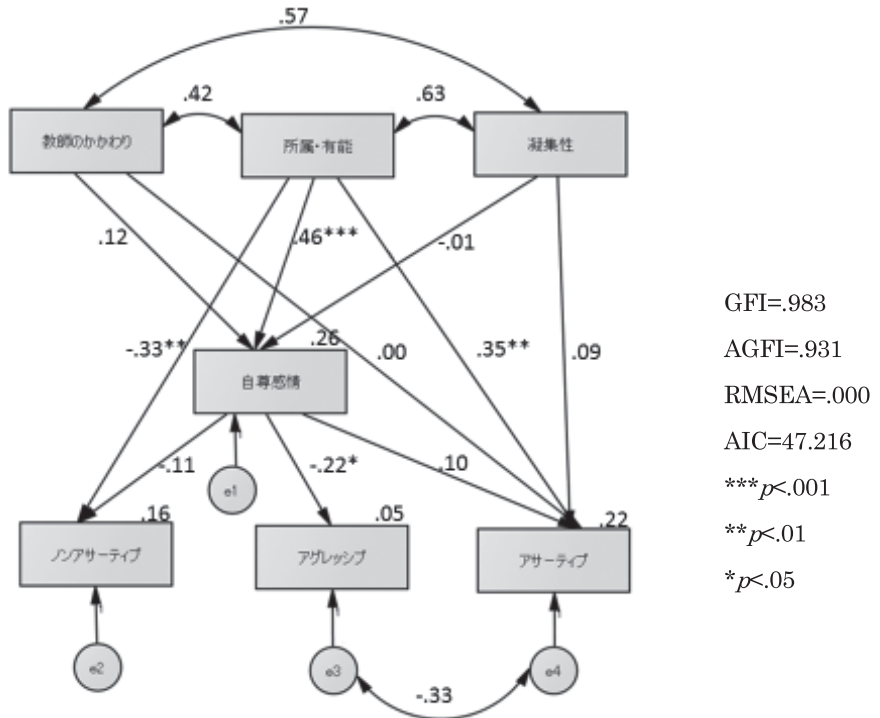 .57
.42
.63
教師のかかわり
所属・有能
凝集性
.12
.46***
-.01
-.33**
.26
.00
.35**
.09
自尊感情
-.11
e1
-.22*
.10
.16
.05
.22
ノンアサーティブ
アグレッシブ
アサーティブ
e2
e3
e4
-.33
GFI=.983
AGFI=.931
RMSEA=.000
AIC=47.216
***p<.001
**p<.01
*p<.05